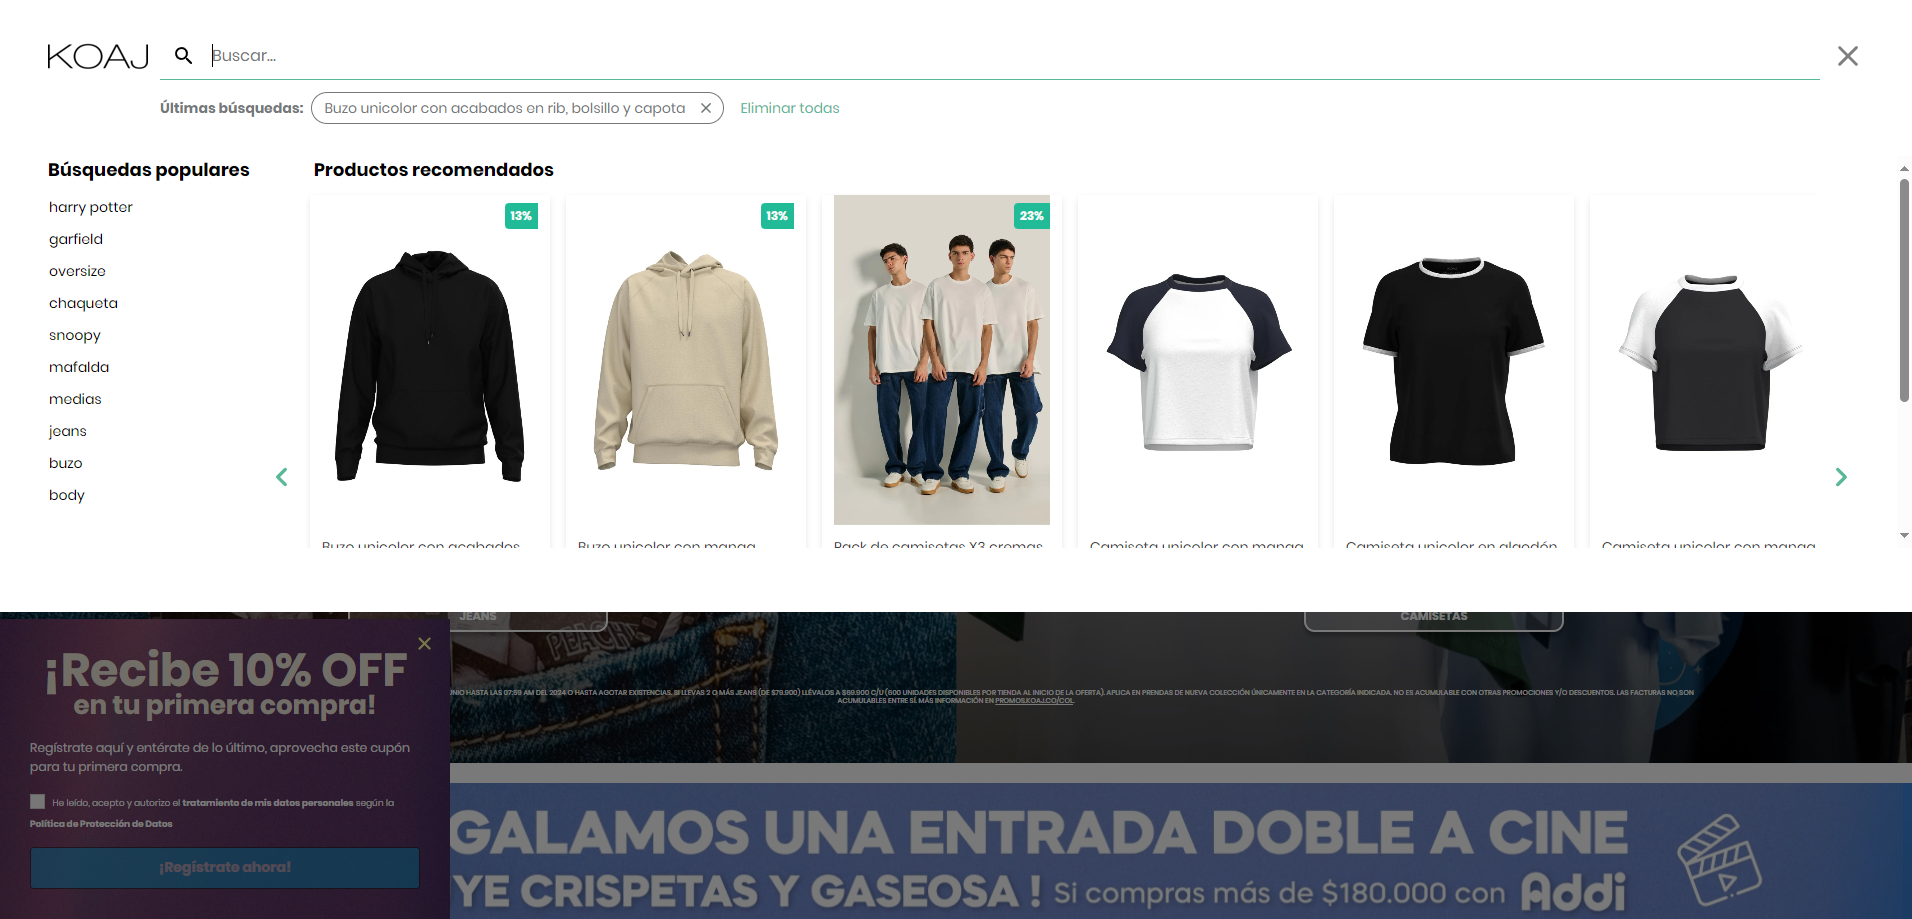 KOAJ
Buscar...
Últimas búsquedas:
Buzo unicolor con acabados en rib, bolsillo y capota
Eliminar todas
Búsquedas populares
harry potter
garfield
oversize
chaqueta
snoopy
mafalda
medias
jeans
buzo
body
Productos recomendados
13%
13%
23%
Buzo unicolor con acabados
Buzo unicolor con manga
Pack de camisetas X3 cremas
Camiseta unicolor con manga
Camiseta unicolor en algodón
Camiseta unicolor con manga
JEANS
CAMISETAS
¡Recibe 10% OFF
en tu primera compra!
Regístrate aquí y entérate de lo último, aprovecha este cupón
para tu primera compra.
He leído, acepto y autorizo el tratamiento de mis datos personales según la
Política de Protección de Datos
¡Regístrate ahora!
UNIO HASTA LAS 07:59 AM DEL 2024 O HASTA AGOTAR EXISTENCIAS. SI LLEVAS 2 O MÁS JEANS (DE $79.900) LLÉVALOS A $69.900 C/U (600 UNIDADES DISPONIBLES POR TIENDA AL INICIO DE LA OFERTA). APLICA EN PRENDAS DE NUEVA COLECCIÓN ÚNICAMENTE EN LA CATEGORÍA INDICADA. NO ES ACUMULABLE CON OTRAS PROMOCIONES Y/O DESCUENTOS. LAS FACTURAS NO SON
ACUMULABLES ENTRE SÍ. MÁS INFORMACIÓN EN PROMOS.KOAJ.CO/COL
GALAMOS UNA ENTRADA DOBLE A CINE
YE CRISPETAS Y GASEOSA ! Si compras más de $180.000 con Addi